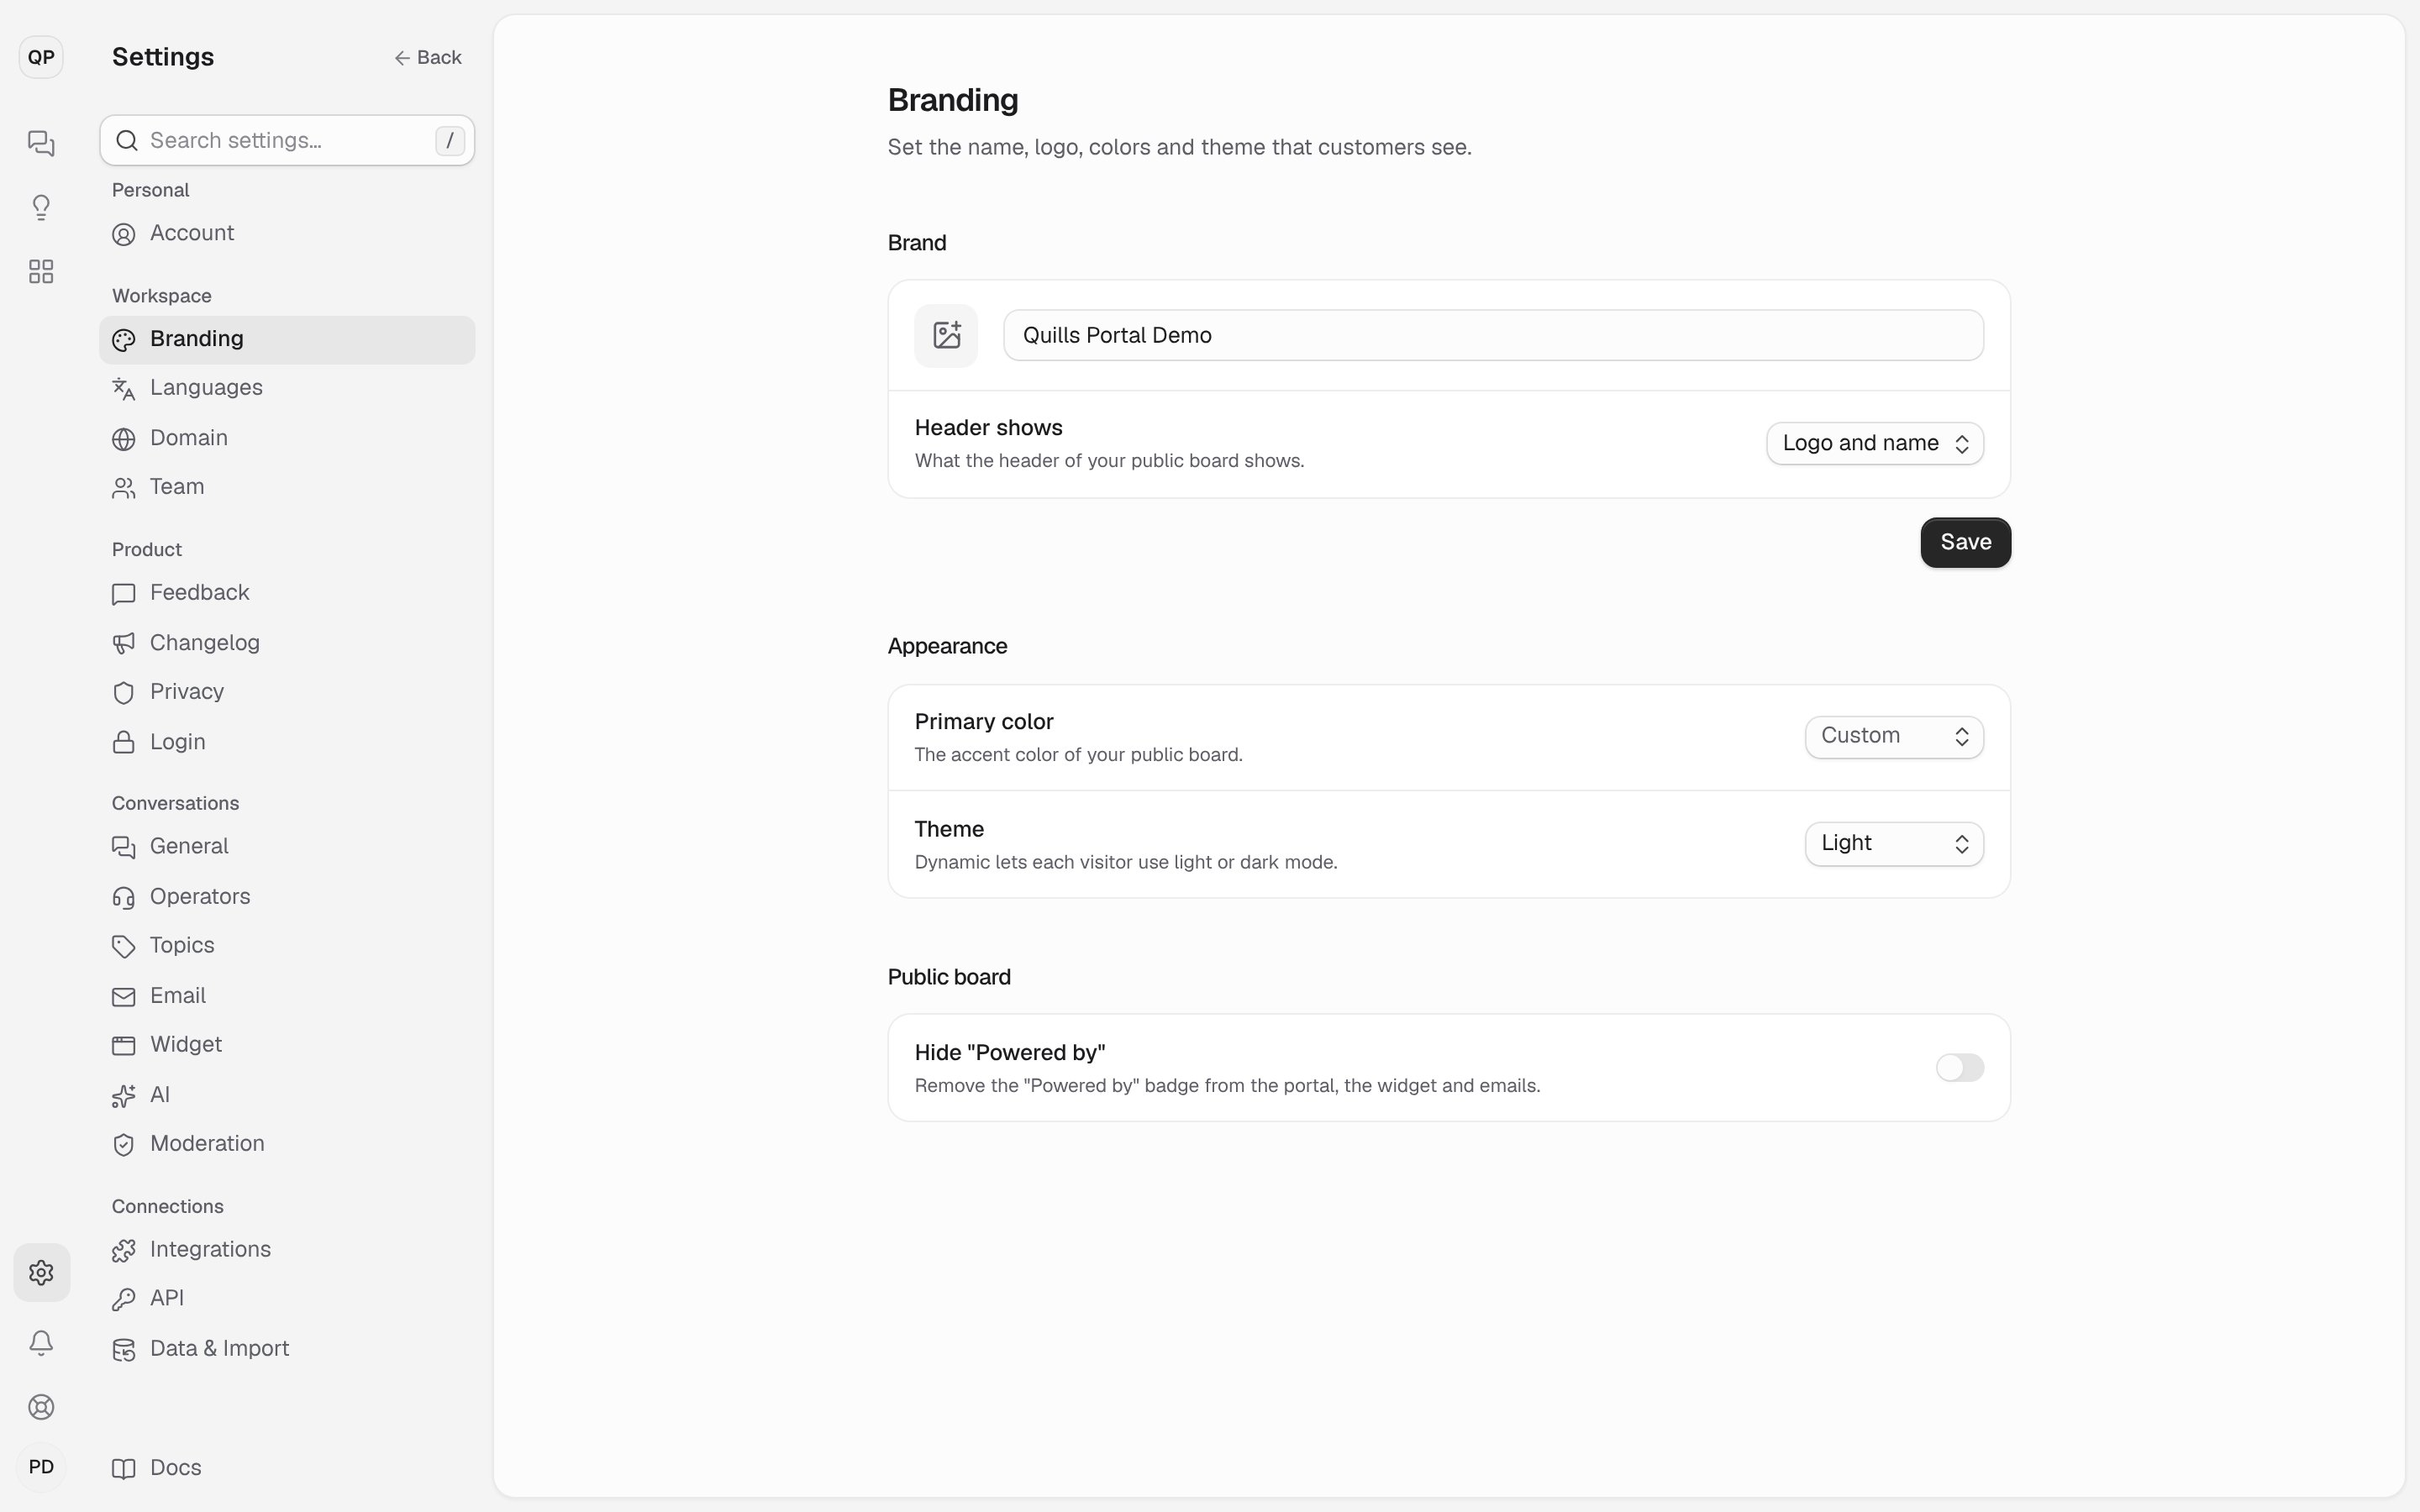 QP
Settings
Back
Search settings...
/
Personal
Account
Workspace
Branding
Languages
Domain
Team
Product
Feedback
Changelog
Privacy
Login
Conversations
General
Operators
Topics
Email
Widget
AI
Moderation
Connections
Integrations
API
Data & Import
PD
Docs
Branding
Set the name, logo, colors and theme that customers see.
Brand
Quills Portal Demo
Header shows
What the header of your public board shows.
Logo and name
Save
Appearance
Primary color
The accent color of your public board.
Custom
Theme
Dynamic lets each visitor use light or dark mode.
Light
Public board
Hide "Powered by"
Remove the "Powered by" badge from the portal, the widget and emails.